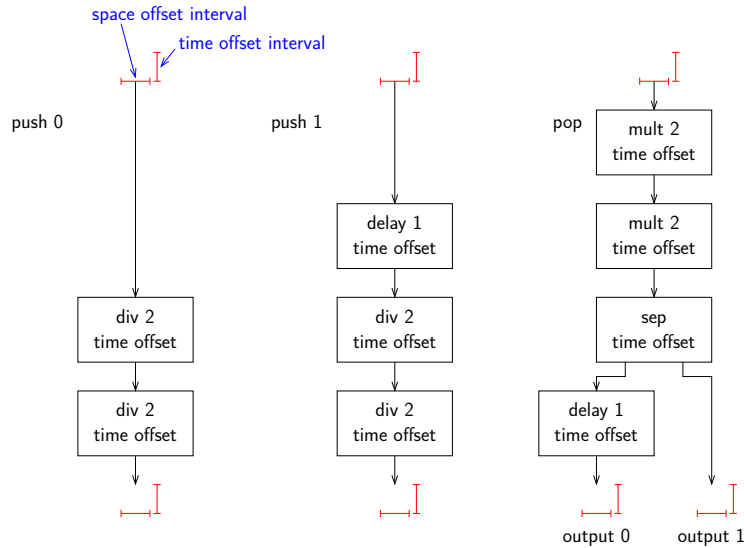 space offset interval
time offset interval
push 0
div 2
time offset
div 2
time offset
push 1
delay 1
time offset
div 2
time offset
div 2
time offset
pop
mult 2
time offset
mult 2
time offset
sep
time offset
delay 1
time offset
output 0
output 1